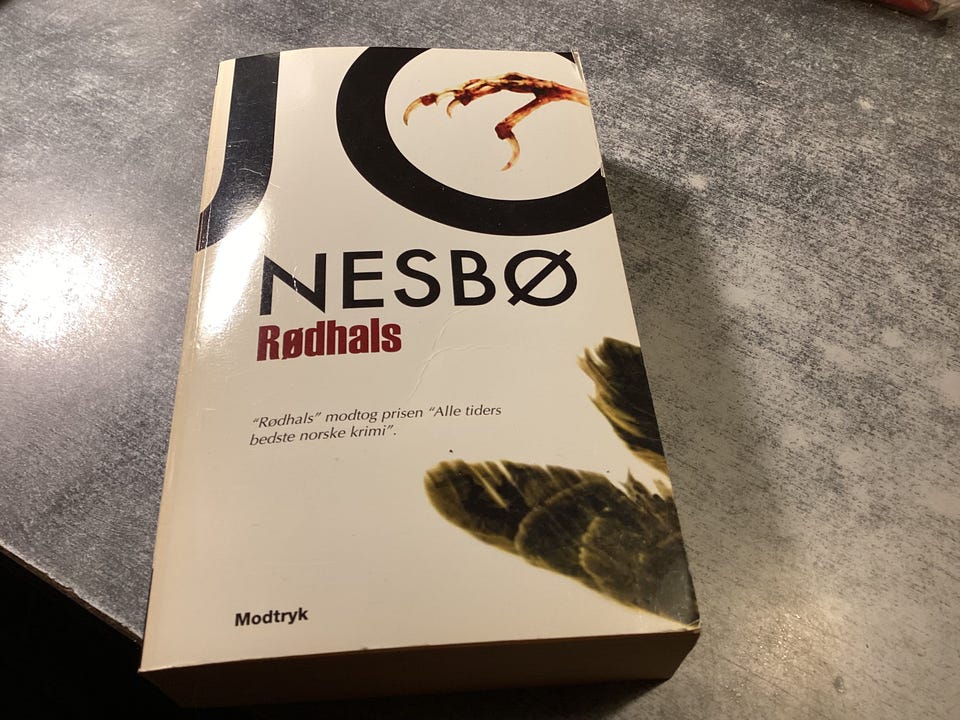 JO
NESBØ
Rødhals
“Rødhals” modtog prisen “Alle tiders
bedste norske krimi”.
Modtryk